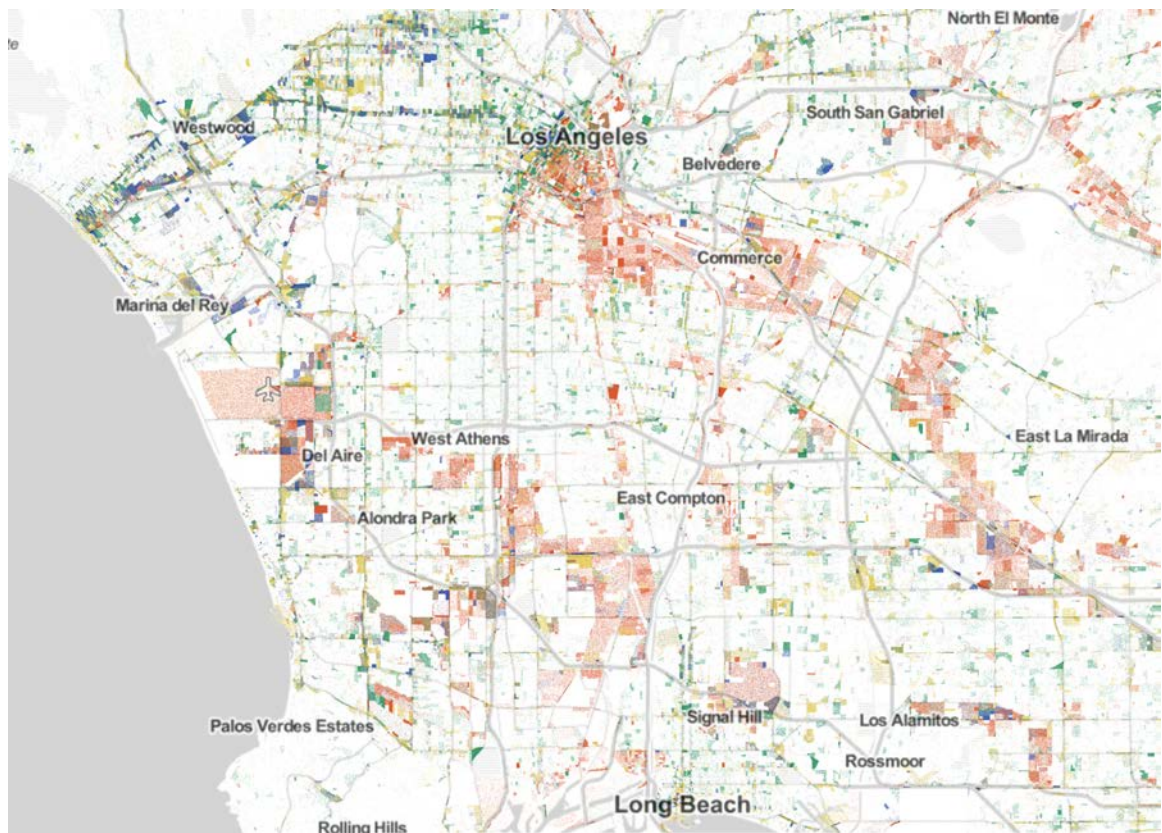 North El Monte
te
South San Gabriel
Westwood
Los Angeles
Belvedere
Commerce
Marina del Rey
West Athens
East La Mirada
Del Aire
East Compton
Alondra Park
Palos Verdes Estates
Signal Hill
Los Alamitos
Rossmoor
Long Beach
Rolling Hills